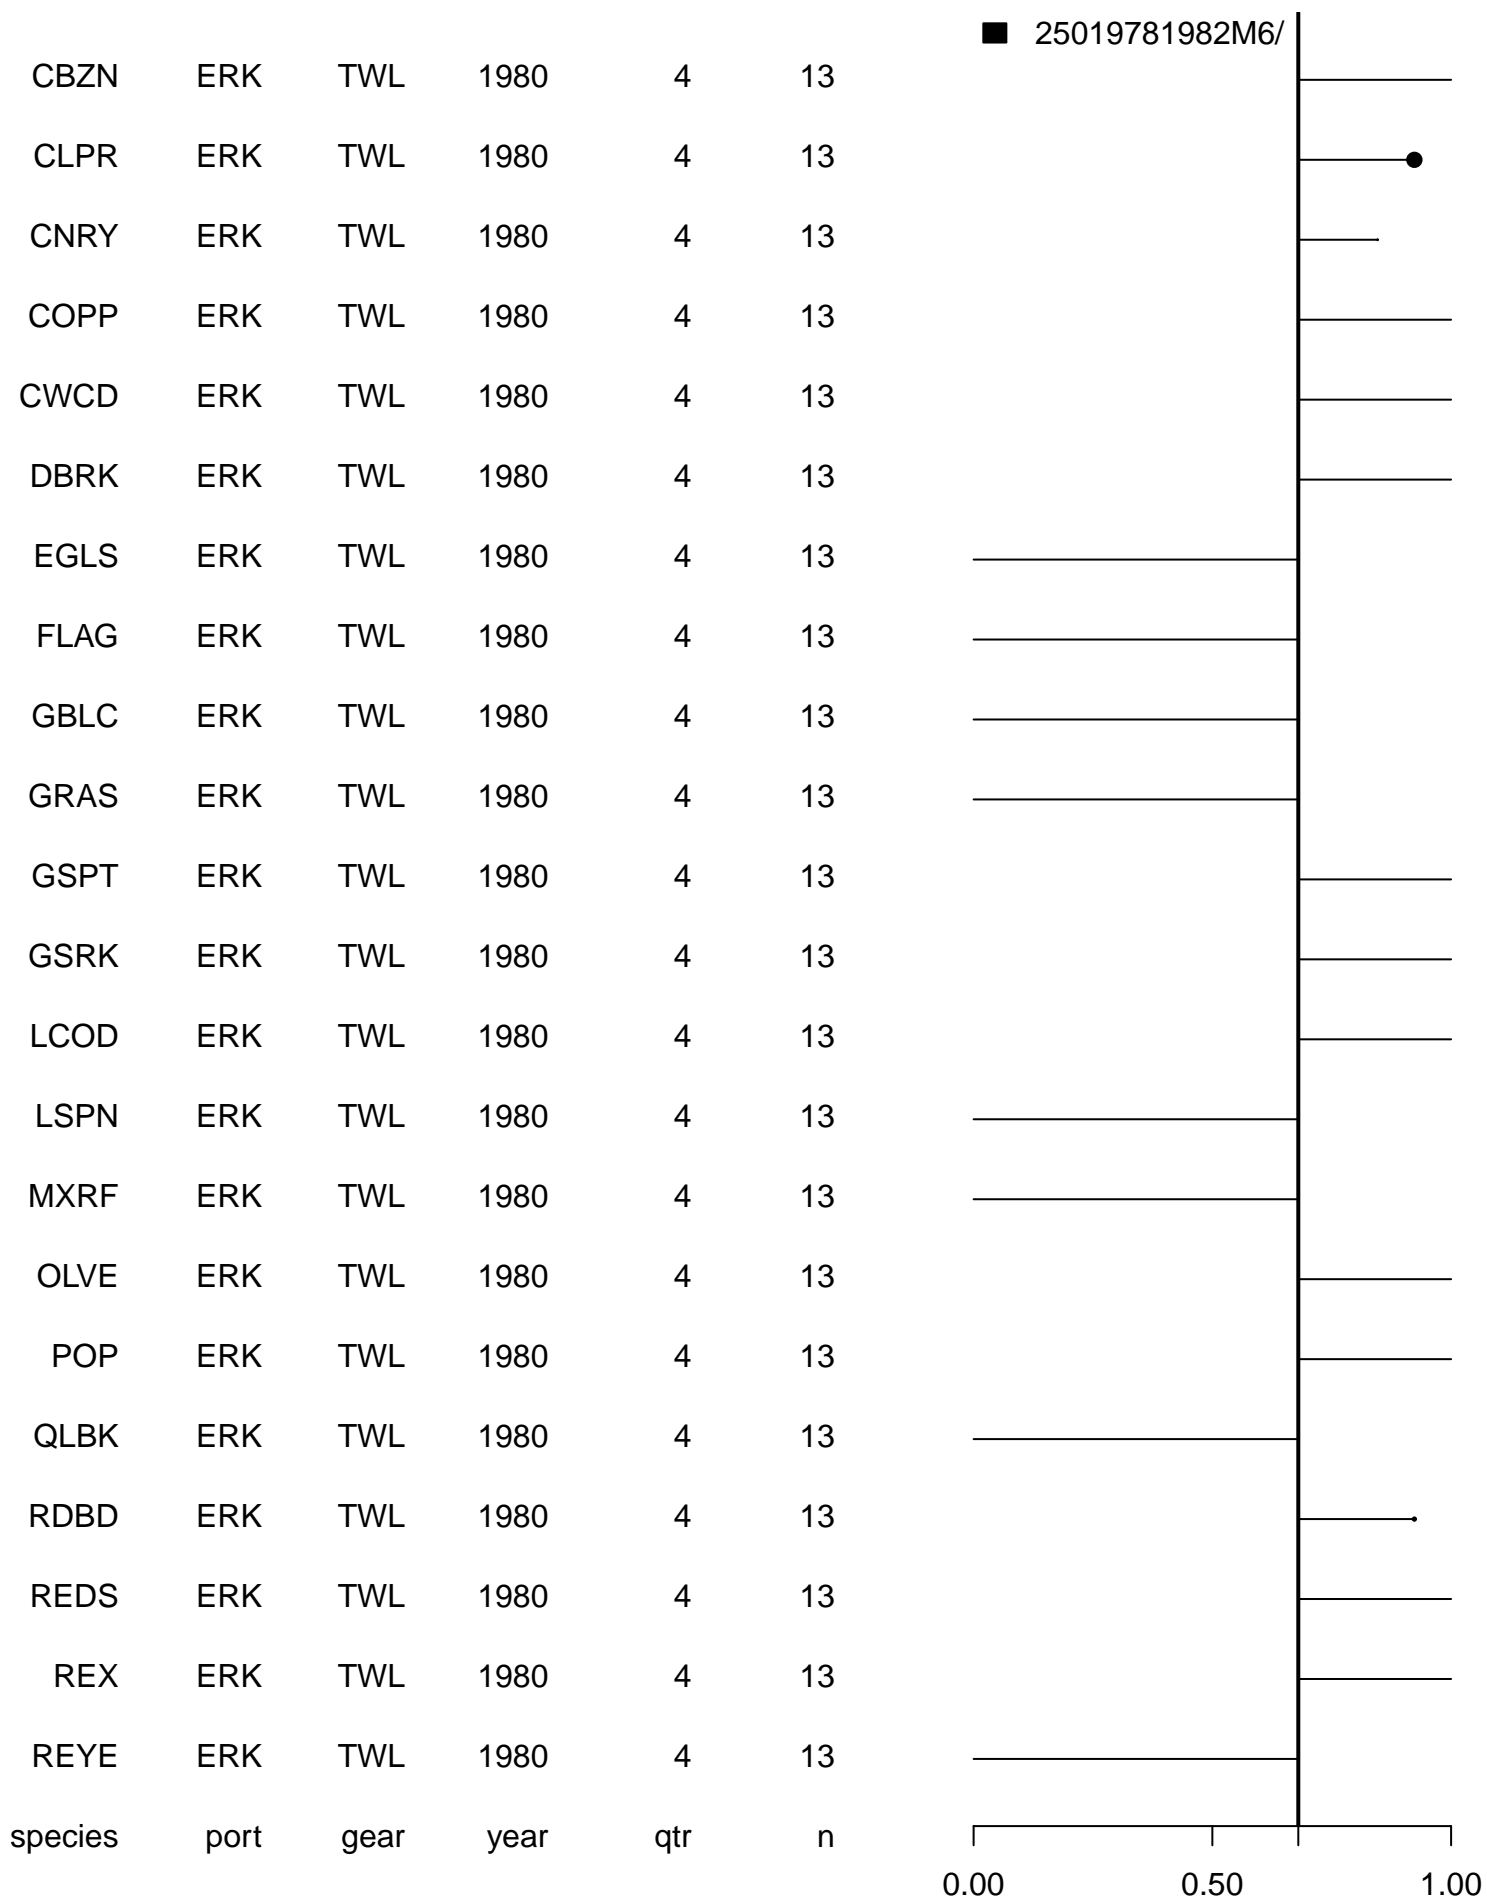 25019781982M6/
CBZN ERK TWL 1980 4 13
CLPR ERK TWL 1980 4 13
CNRY ERK TWL 1980 4 13
COPP ERK TWL 1980 4 13
CWCD ERK TWL 1980 4 13
DBRK ERK TWL 1980 4 13
EGLS ERK TWL 1980 4 13
FLAG ERK TWL 1980 4 13
GBLC ERK TWL 1980 4 13
GRAS ERK TWL 1980 4 13
GSPT ERK TWL 1980 4 13
GSRK ERK TWL 1980 4 13
LCOD ERK TWL 1980 4 13
LSPN ERK TWL 1980 4 13
MXRF ERK TWL 1980 4 13
OLVE ERK TWL 1980 4 13
POP ERK TWL 1980 4 13
QLBK ERK TWL 1980 4 13
RDBD ERK TWL 1980 4 13
REDS ERK TWL 1980 4 13
REX ERK TWL 1980 4 13
REYE ERK TWL 1980 4 13
species port gear year qtr n
0.00 0.50 1.00